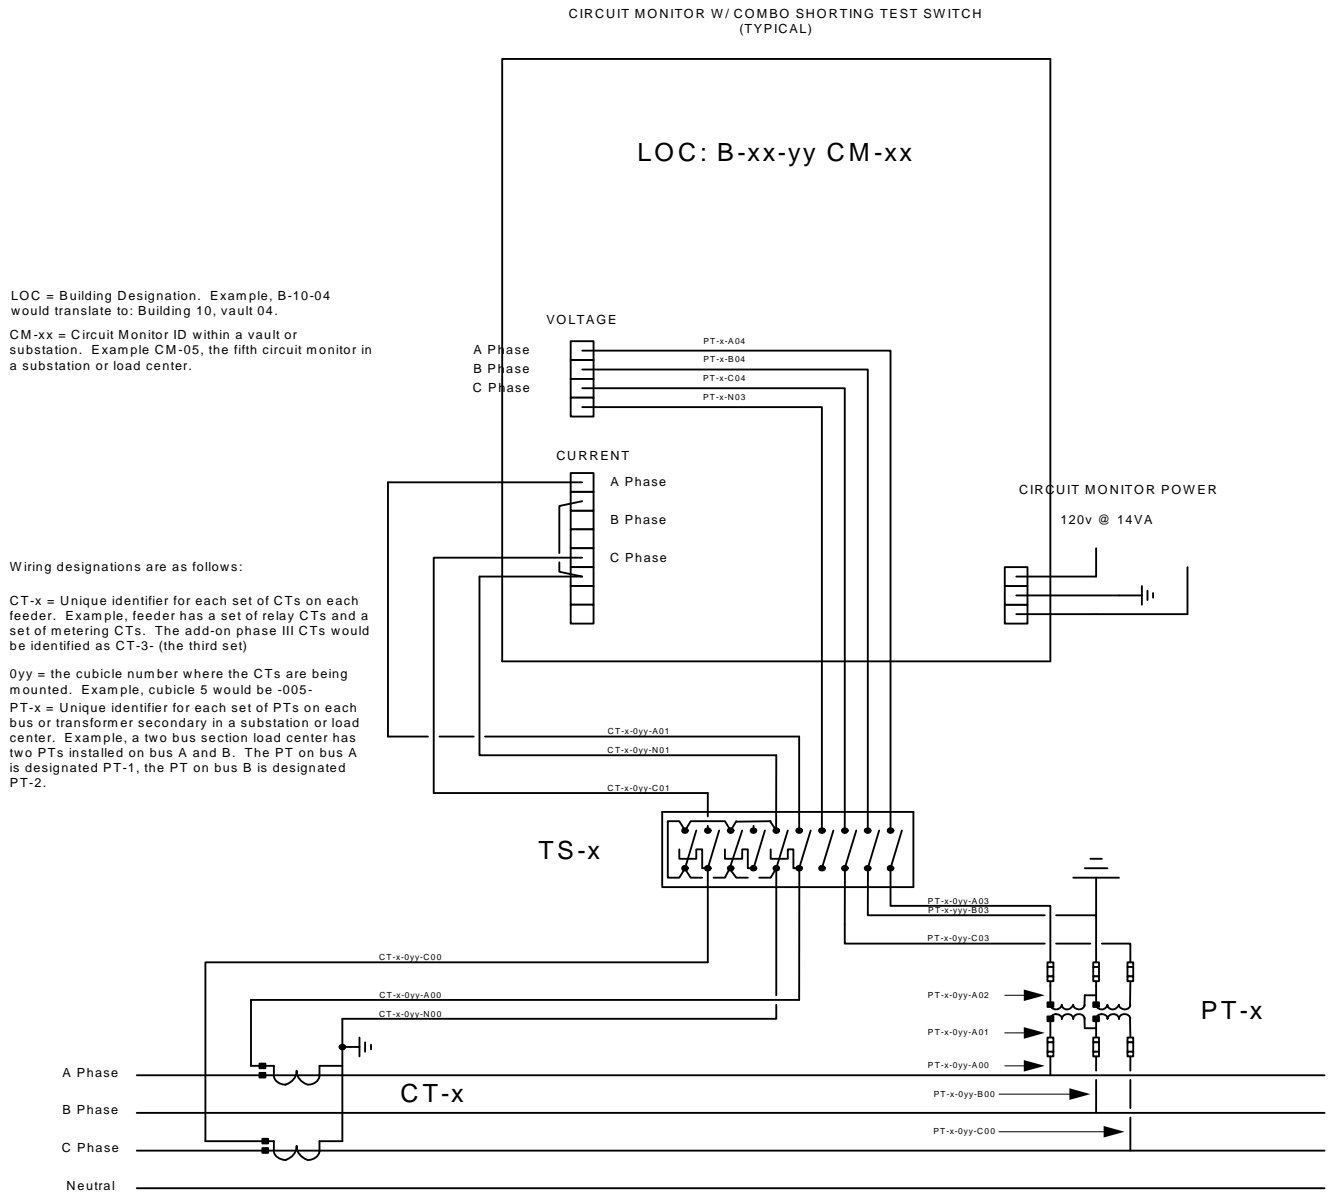 CIRCUIT MONITOR W/ COMBO SHORTING TEST SWITCH
(TYPICAL)
LOC: B-xx-yy CM-xx
LOC = Building Designation. Example, B-10-04
would translate to: Building 10, vault 04.
CM-xx = Circuit Monitor ID within a vault or
substation. Example CM-05, the fifth circuit monitor in
a substation or load center.
VOLTAGE
A Phase
B Phase
C Phase
PT-x-A04
PT-x-B04
PT-x-C04
PT-x-N03
CURRENT
A Phase
B Phase
C Phase
CIRCUIT MONITOR POWER
120v @ 14VA
Wiring designations are as follows:
CT-x = Unique identifier for each set of CTs on each
feeder. Example, feeder has a set of relay CTs and a
set of metering CTs. The add-on phase III CTs would
be identified as CT-3- (the third set)
0yy = the cubicle number where the CTs are being
mounted. Example, cubicle 5 would be -005-
PT-x = Unique identifier for each set of PTs on each
bus or transformer secondary in a substation or load
center. Example, a two bus section load center has
two PTs installed on bus A and B. The PT on bus A
is designated PT-1, the PT on bus B is designated
PT-2.
CT-x-0yy-A01
CT-x-0yy-N01
CT-x-0yy-C01
TS-x
PT-x-0yy-A03
PT-x-yyy-B03
PT-x-0yy-C03
CT-x-0yy-C00
CT-x-0yy-A00
CT-x-0yy-N00
PT-x-0yy-A02
PT-x
PT-x-0yy-A01
PT-x-0yy-A00
PT-x-0yy-B00
PT-x-0yy-C00
CT-x
A Phase
B Phase
C Phase
Neutral